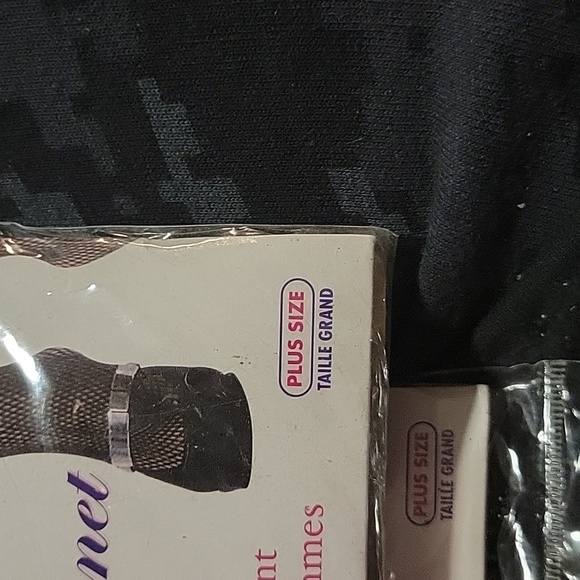 PLUS SIZE
TAILLE GRAND
net
nt
mes
PLUS SIZE
TAILLE GRAND